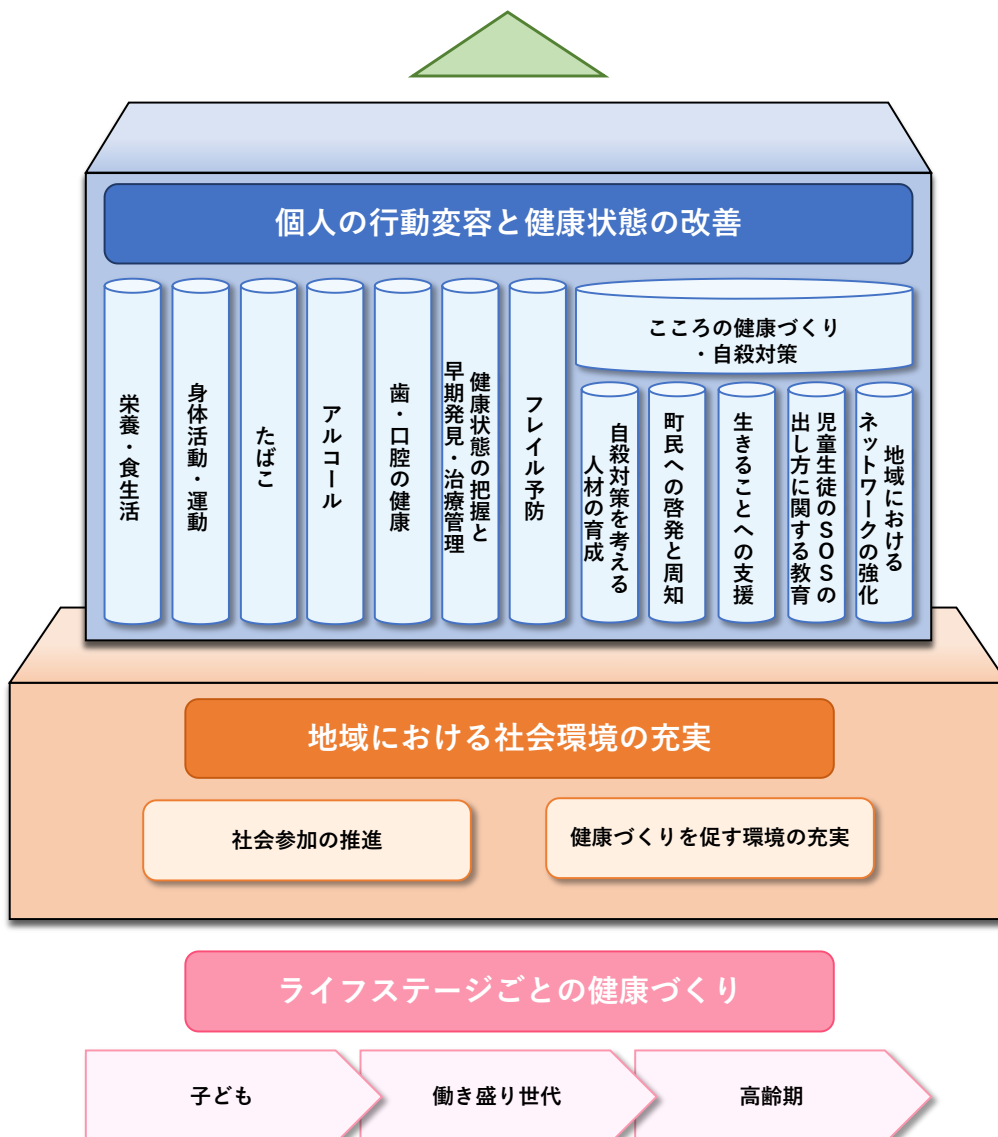 個人の行動変容と健康状態の改善
栄養・食生活
身体活動・運動
たばこ
アルコール
歯・口腔の健康
健康状態の把握と
早期発見・治療管理
フレイル予防
こころの健康づくり
・自殺対策
自殺対策を考える
人材の育成
町民への啓発と周知
生きることへの支援
児童生徒のSOSの
出し方に関する教育
地域における
ネットワークの強化
地域における社会環境の充実
社会参加の推進
健康づくりを促す環境の充実
ライフステージごとの健康づくり
子ども
働き盛り世代
高齢期